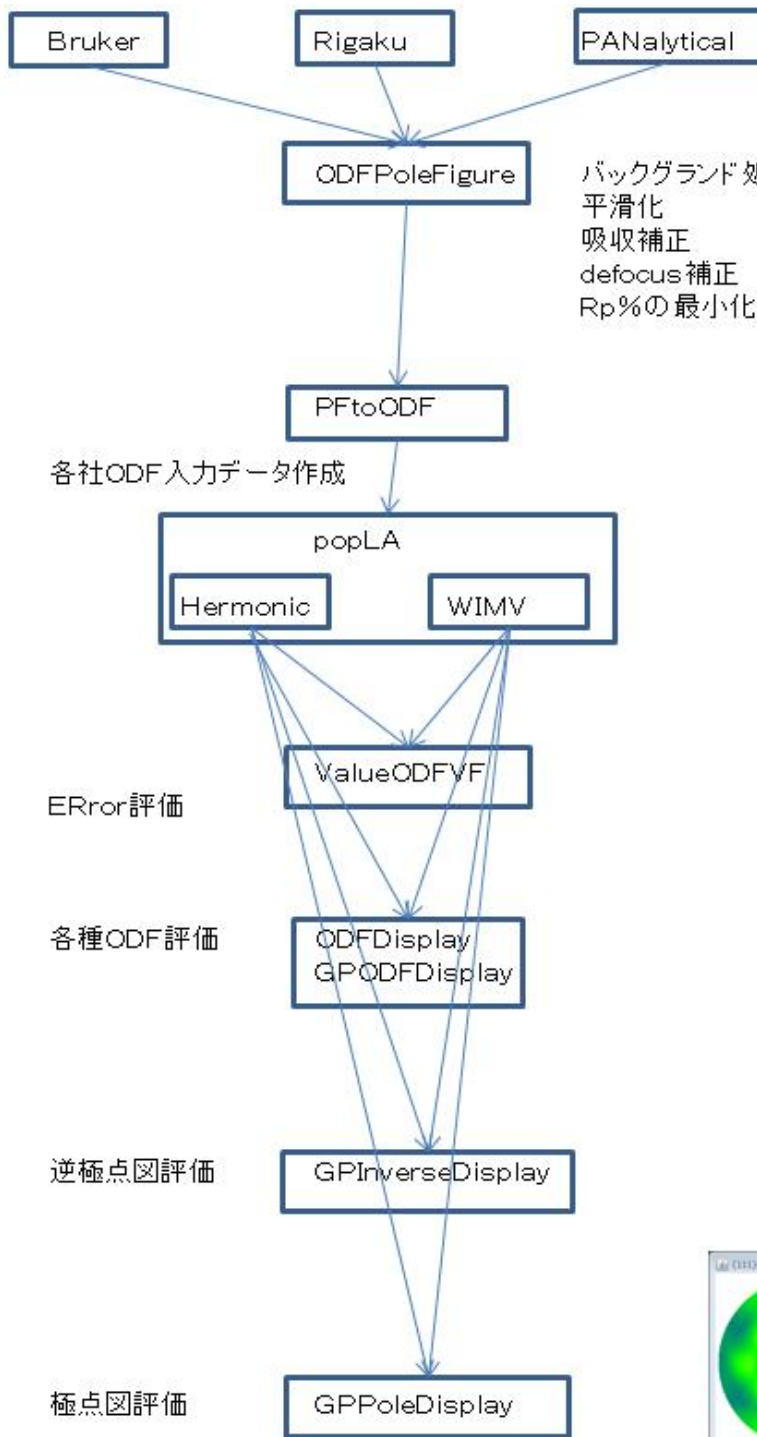 Bruker
Rigaku
PANalytical
ODFPoleFigure
バックグランド処
平滑化
吸収補正
defocus補正
Rp％の最小化
PFtoODF
各社ODF入力データ作成
popLA
Hermonic
WIMV
ValueODFVF
ERror評価
各種ODF評価
ODFDisplay
GPODFDisplay
逆極点図評価
GPInverseDisplay
極点図評価
GPPoleDisplay